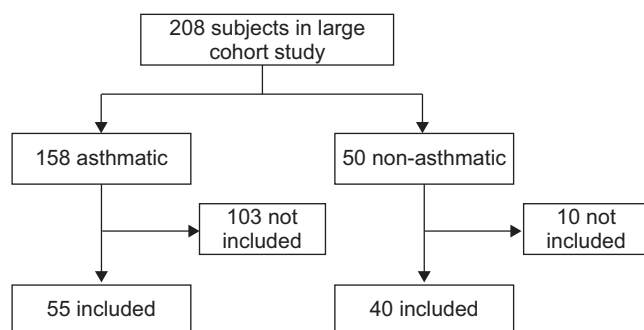 208 subjects in large
cohort study
158 asthmatic
50 non-asthmatic
103 not
included
10 not
included
55 included
40 included